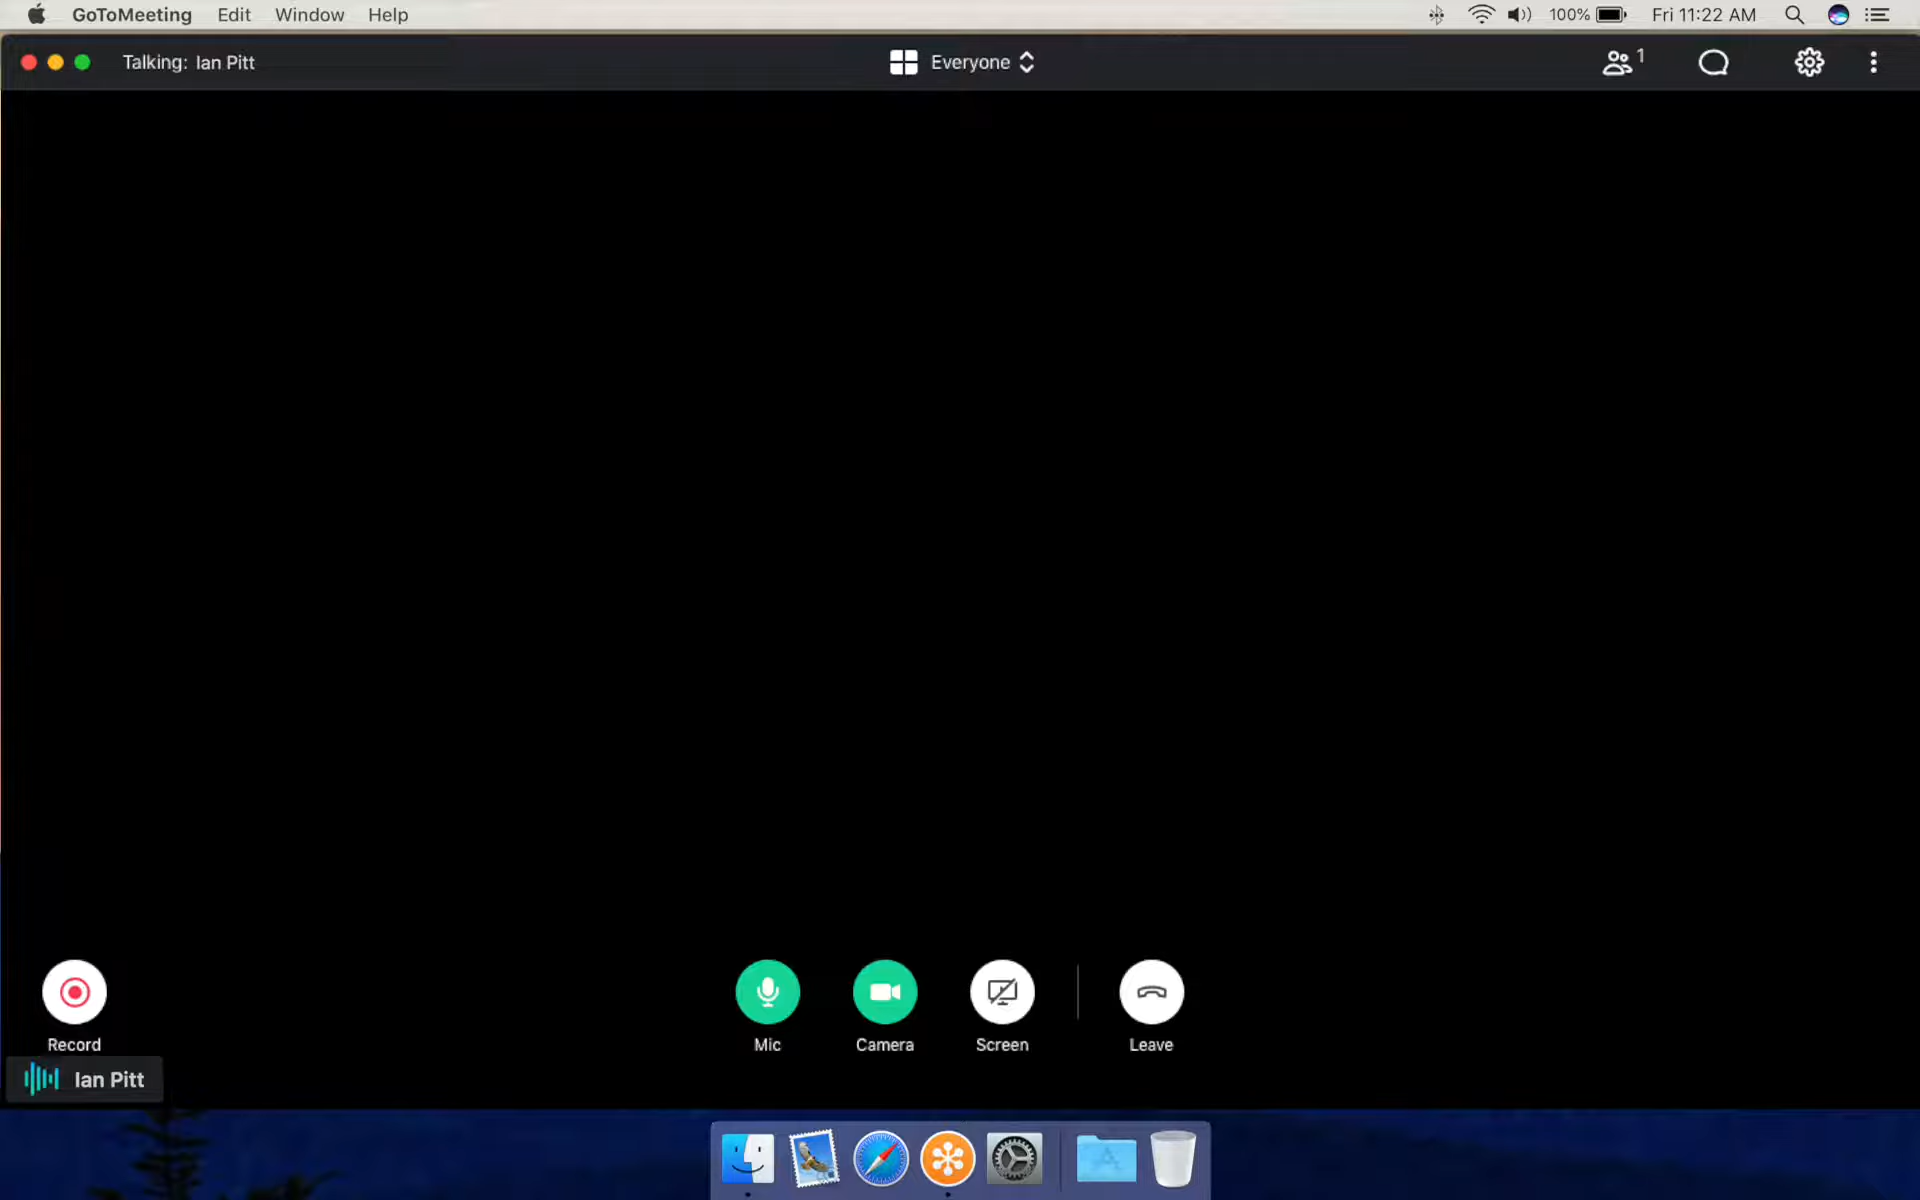 GoToMeeting Edit Window Help 100% Fri 11:22 AM
Talking: Ian Pitt Everyone 1
Record Mic Camera Screen Leave
Ian Pitt